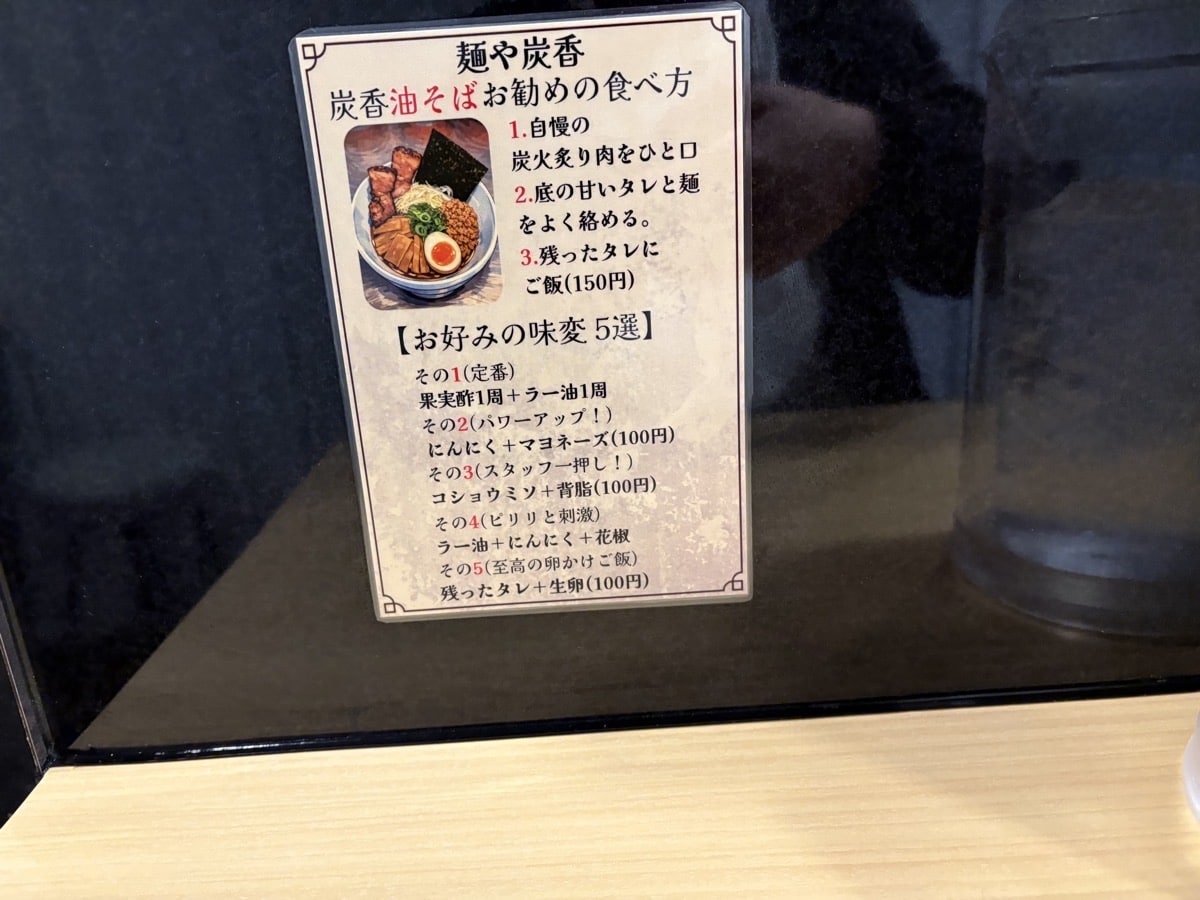 麺や炭香
炭香油そばお勧めの食べ方
1.自慢の
炭火炙り肉をひと口
2.底の甘いタレと麺
をよく絡める。
3.残ったタレに
ご飯(150円)
【お好みの味変 5選】
その1(定番)
果実酢1周＋ラー油1周
その2(パワーアップ！)
にんにく＋マヨネーズ(100円)
その3(スタッフ一押し！)
コショウミソ＋背脂(100円)
その4(ピリリと刺激)
ラー油＋にんにく＋花椒
その5(至高の卵かけご飯)
残ったタレ＋生卵(100円)